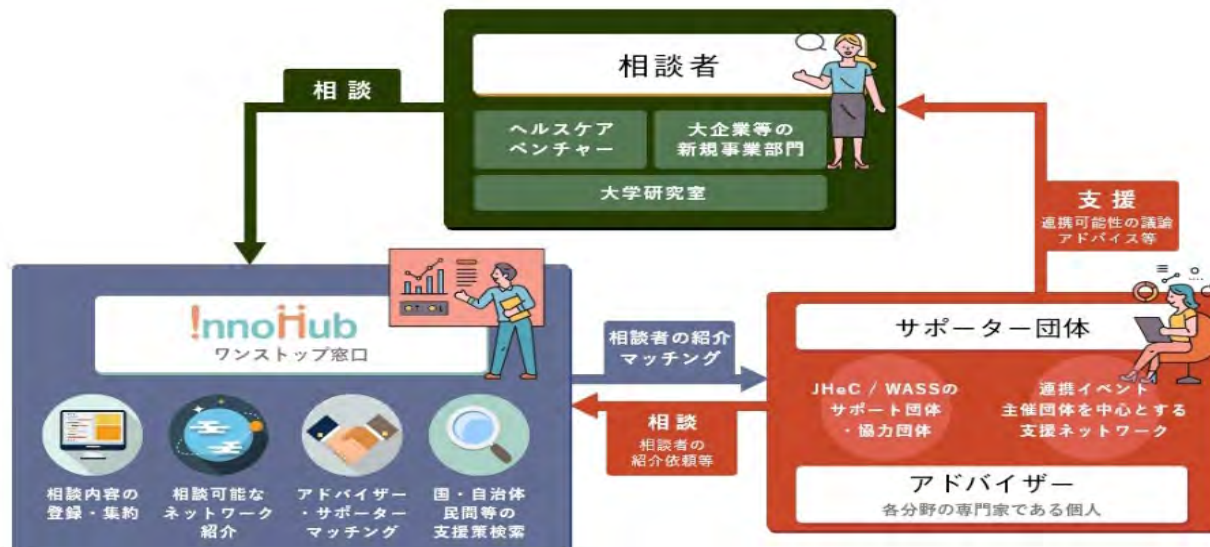 相談者
ヘルスケア
ベンチャー
大企業等の
新規事業部門
大学研究室
相談
支援
連携可能性の議論
アドバイス等
InnoHub
ワンストップ窓口
相談内容の
登録・集約
相談可能な
ネットワーク
紹介
アドバイザー
・サポーター
マッチング
国・自治体
民間等の
支援策検索
相談者の紹介
マッチング
相談
相談者の
紹介依頼等
サポーター団体
JHeC / WASSの
サポート団体
・協力団体
連携イベント
主催団体を中心とする
支援ネットワーク
アドバイザー
各分野の専門家である個人